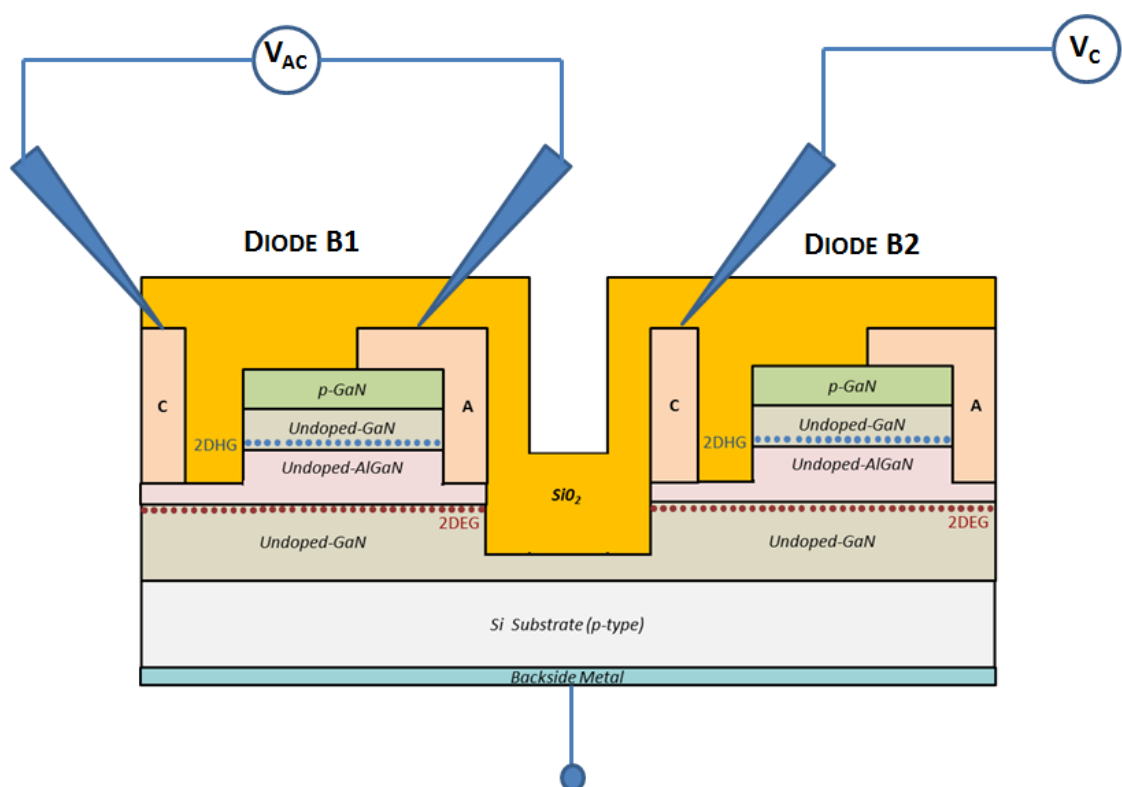 VAC
VC
DIODE B1
DIODE B2
p-GaN
p-GaN
C
A
C
A
Undoped-GaN
Undoped-GaN
2DHG
2DHG
Undoped-AlGaN
Undoped-AlGaN
SiO2
2DEG
2DEG
Undoped-GaN
Undoped-GaN
Si Substrate (p-type)
Backside Metal